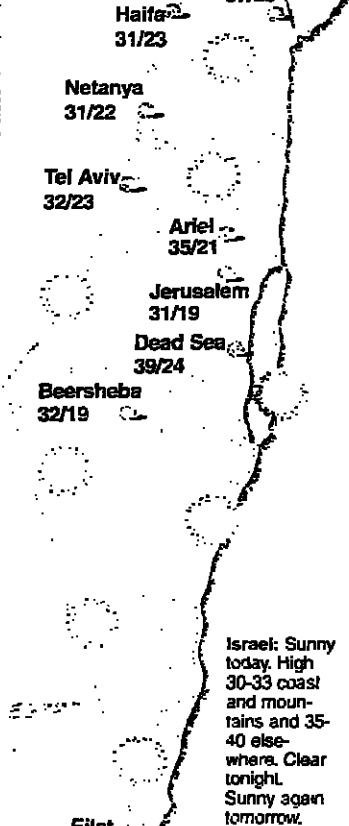 Haifa
31/23
Netanya
31/22
Tel Aviv
32/23
Ariel
35/21
Jerusalem
31/19
Dead Sea
39/24
Beersheba
32/19
Israel: Sunny
today. High
30-33 coast
and moun-
tains and 35-
40 else-
where. Clear
tonight.
Sunny again
tomorrow.
Eilat